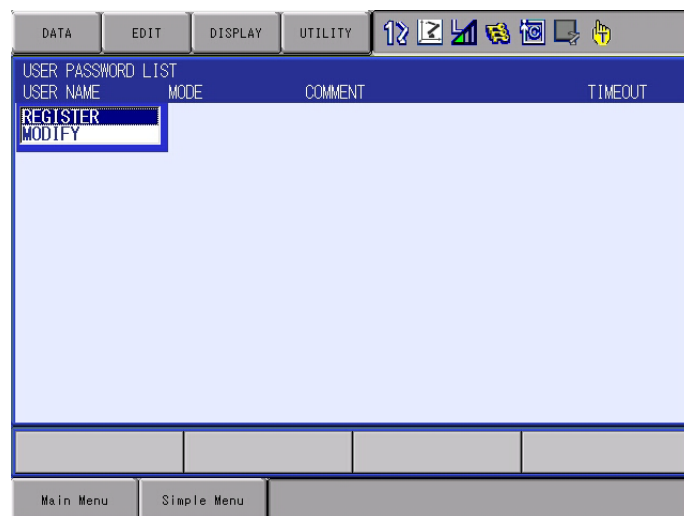 DATA EDIT DISPLAY UTILITY
USER PASSWORD LIST
USER NAME MODE COMMENT TIMEOUT
REGISTER
MODIFY
Main Menu Simple Menu